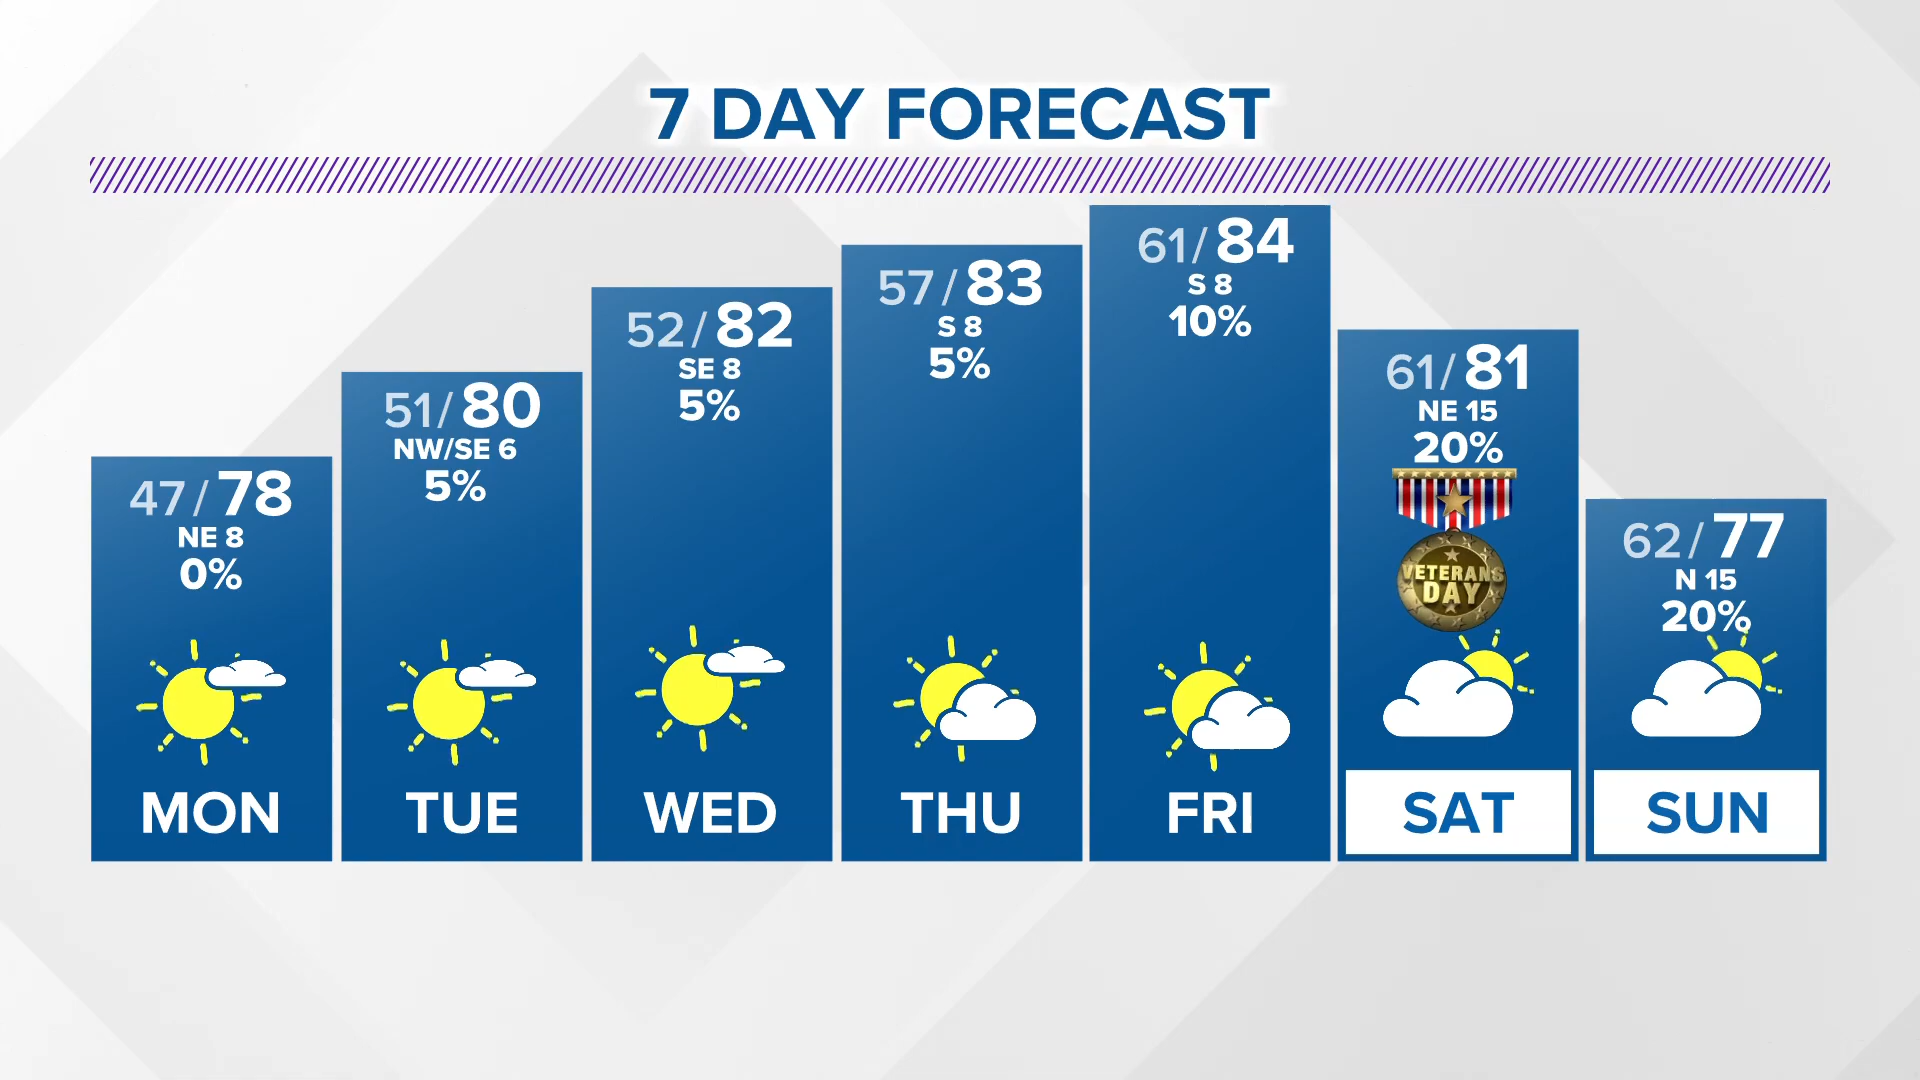 7 DAY FORECAST
47/78
NE 8
0%
MON
51/80
NW/SE 6
5%
TUE
52/82
SE 8
5%
WED
57/83
S 8
5%
THU
61/84
S 8
10%
FRI
61/81
NE 15
20%
VETERANS
DAY
SAT
62/77
N 15
20%
SUN